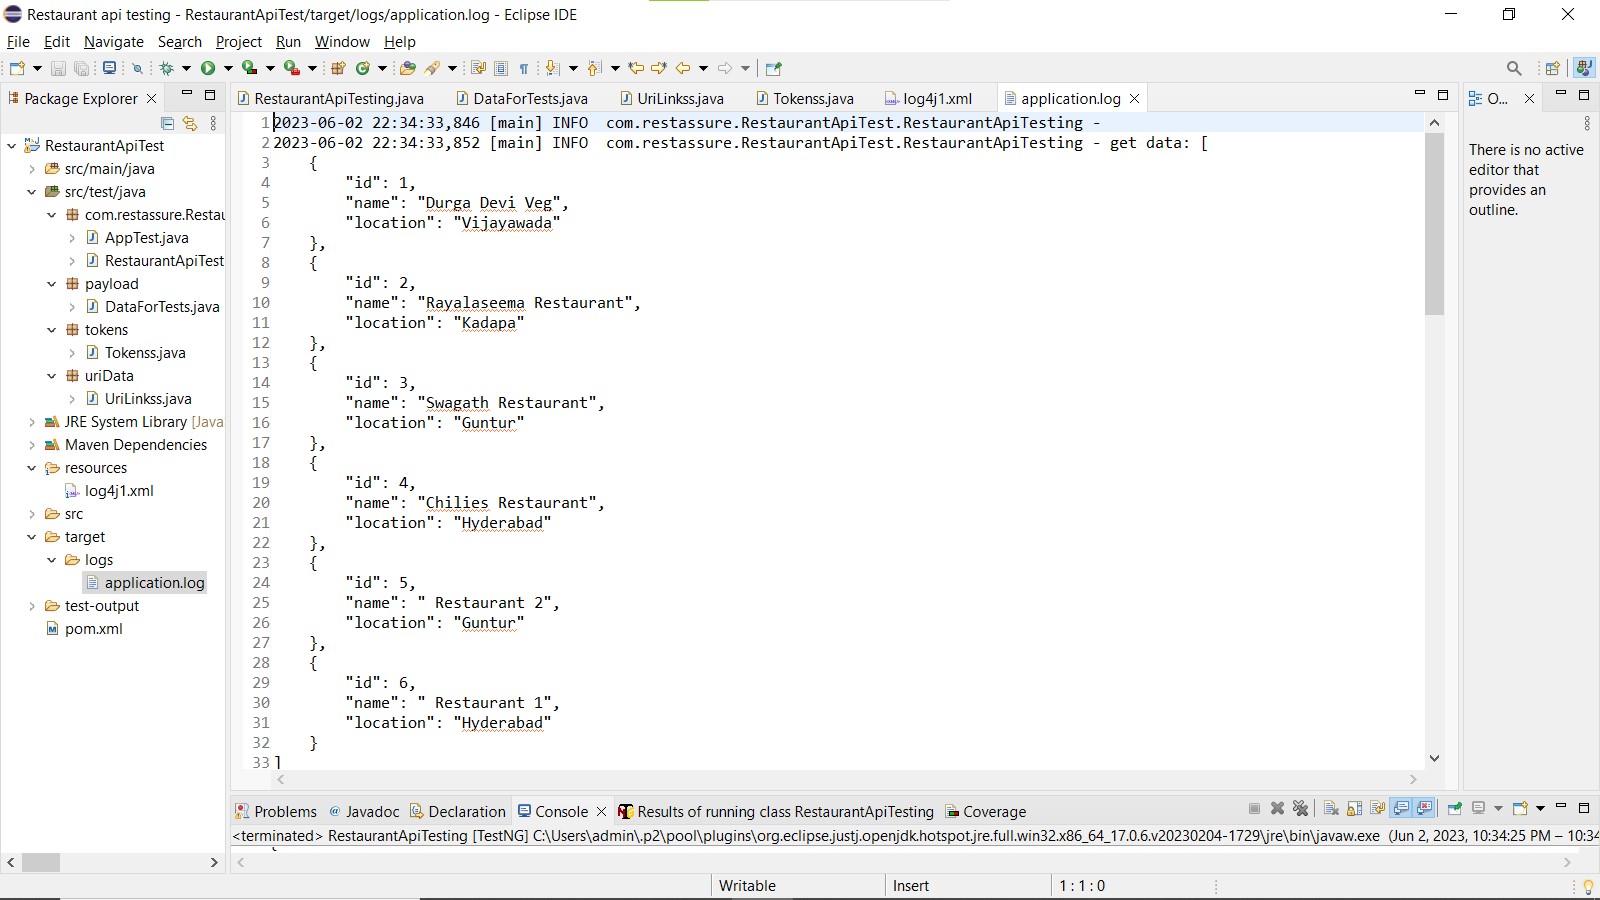 Restaurant api testing - RestaurantApiTest/target/logs/application.log - Eclipse IDE
File Edit Navigate Search Project Run Window Help
Package Explorer
RestaurantApiTest
src/main/java
src/test/java
com.restassure.Restau
AppTest.java
RestaurantApiTest
payload
DataForTests.java
tokens
Tokenss.java
uriData
UriLinkss.java
JRE System Library [Java
Maven Dependencies
resources
log4j1.xml
src
target
logs
application.log
test-output
pom.xml
RestaurantApiTesting.java DataForTests.java UriLinkss.java Tokenss.java log4j1.xml application.log
1 2023-06-02 22:34:33,846 [main] INFO  com.restassure.RestaurantApiTest.RestaurantApiTesting -
2 2023-06-02 22:34:33,852 [main] INFO  com.restassure.RestaurantApiTest.RestaurantApiTesting - get data: [
3     {
4         "id": 1,
5         "name": "Durga Devi Veg",
6         "location": "Vijayawada"
7     },
8     {
9         "id": 2,
10         "name": "Rayalaseema Restaurant",
11         "location": "Kadapa"
12     },
13     {
14         "id": 3,
15         "name": "Swagath Restaurant",
16         "location": "Guntur"
17     },
18     {
19         "id": 4,
20         "name": "Chilies Restaurant",
21         "location": "Hyderabad"
22     },
23     {
24         "id": 5,
25         "name": " Restaurant 2",
26         "location": "Guntur"
27     },
28     {
29         "id": 6,
30         "name": " Restaurant 1",
31         "location": "Hyderabad"
32     }
33 ]
O...
There is no active
editor that
provides an
outline.
Problems @ Javadoc Declaration Console Results of running class RestaurantApiTesting Coverage
<terminated> RestaurantApiTesting [TestNG] C:\Users\admin\.p2\pool\plugins\org.eclipse.justj.openjdk.hotspot.jre.full.win32.x86_64_17.0.6.v20230204-1729\jre\bin\javaw.exe (Jun 2, 2023, 10:34:25 PM – 10:34
Writable Insert 1 : 1 : 0